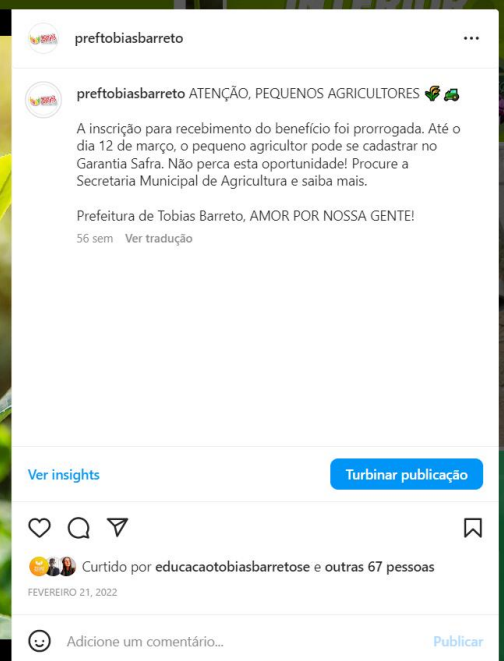 INTERIOR
preftobiasbarreto
preftobiasbarreto ATENÇÃO, PEQUENOS AGRICULTORES
A inscrição para recebimento do benefício foi prorrogada. Até o
dia 12 de março, o pequeno agricultor pode se cadastrar no
Garantia Safra. Não perca esta oportunidade! Procure a
Secretaria Municipal de Agricultura e saiba mais.
Prefeitura de Tobias Barreto, AMOR POR NOSSA GENTE!
56 sem Ver tradução
Ver insights
Turbinar publicação
Curtido por educacaotobiasbarretose e outras 67 pessoas
FEVEREIRO 21, 2022
Adicione um comentário...
Publicar